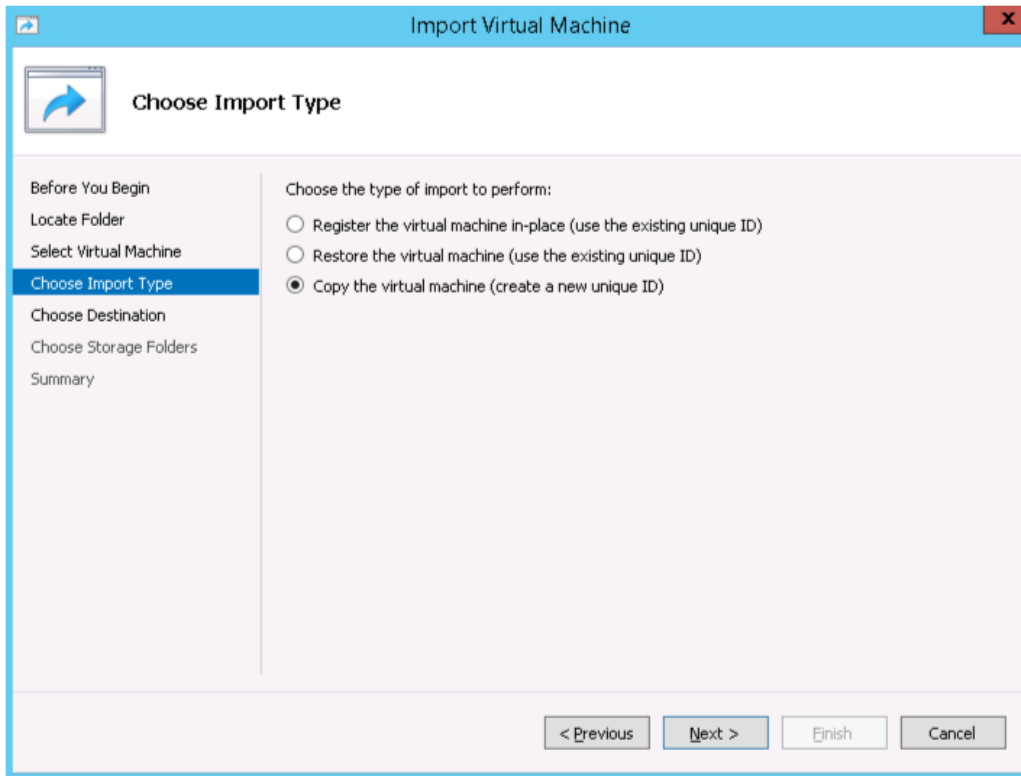 Import Virtual Machine
x
Choose Import Type
Before You Begin
Locate Folder
Select Virtual Machine
Choose Import Type
Choose Destination
Choose Storage Folders
Summary
Choose the type of import to perform:
Register the virtual machine in-place (use the existing unique ID)
Restore the virtual machine (use the existing unique ID)
Copy the virtual machine (create a new unique ID)
< Previous
Next >
Finish
Cancel